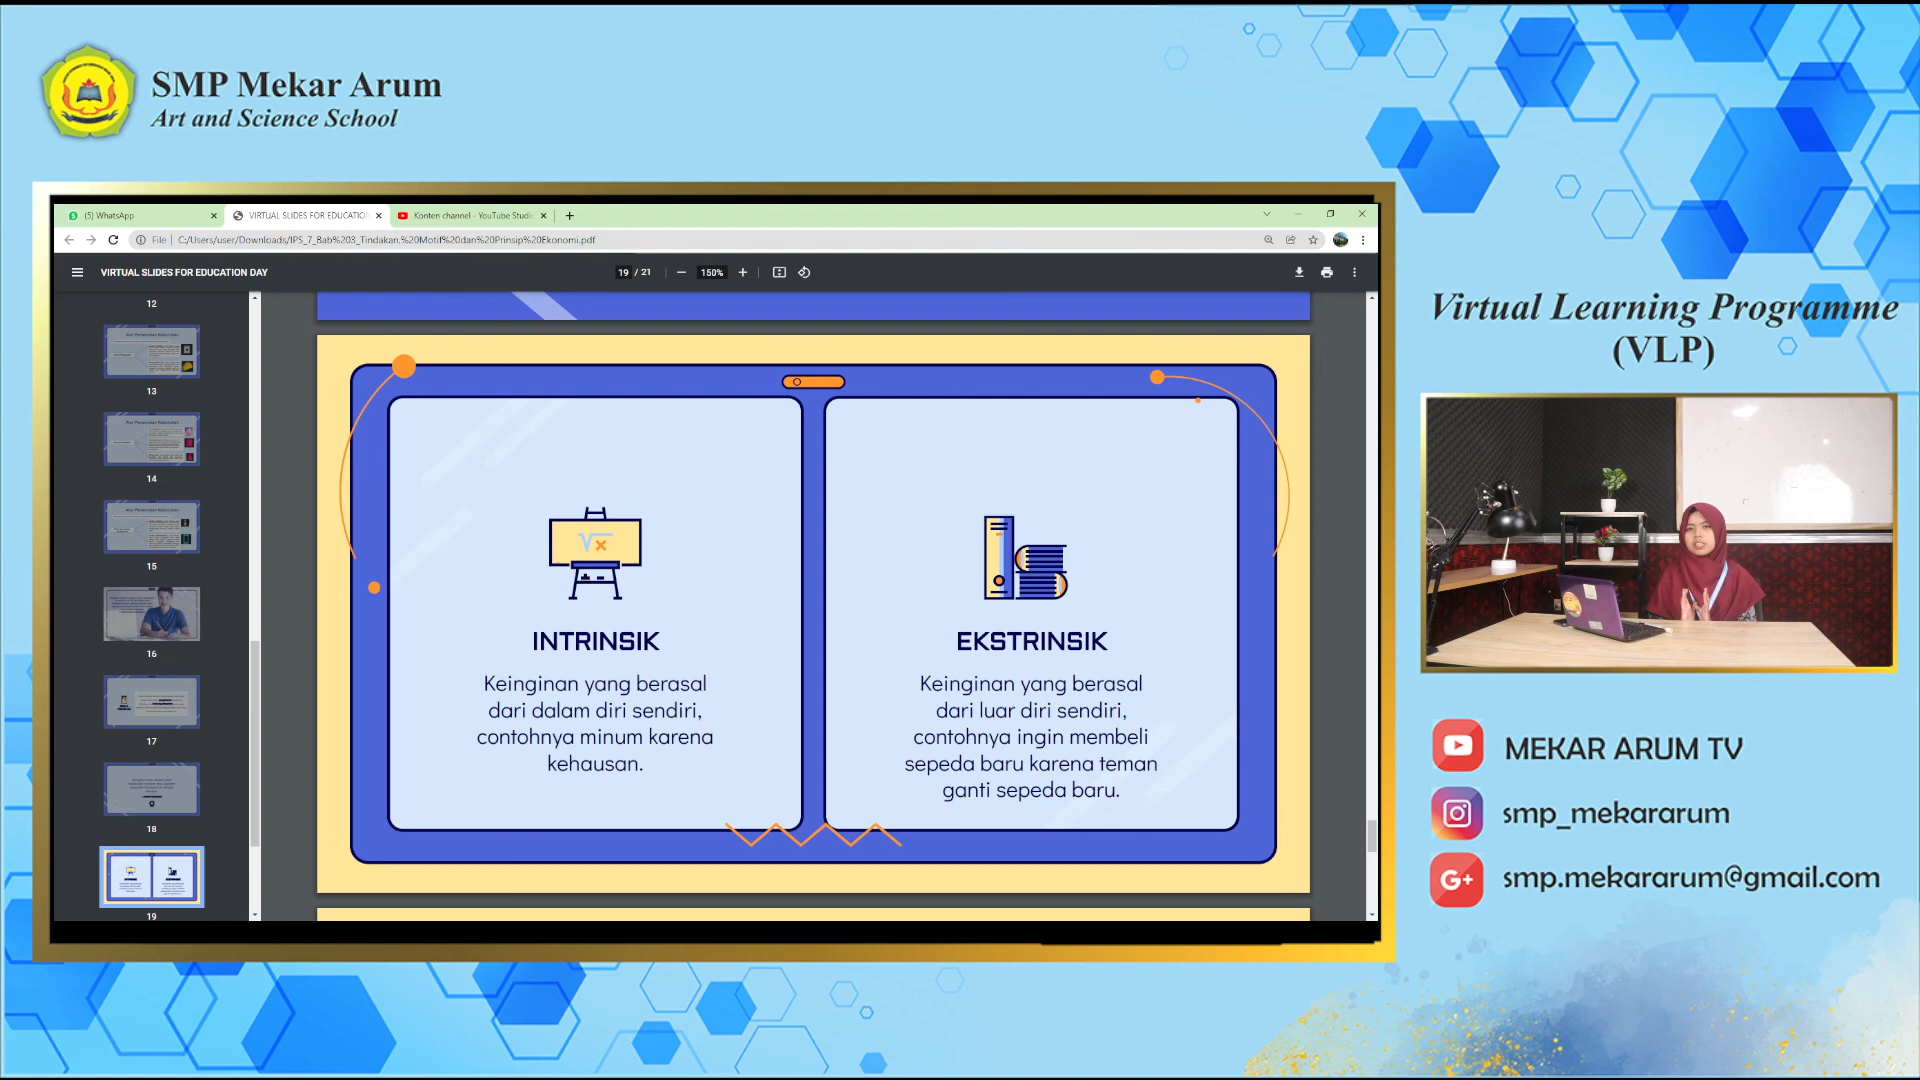 SMP Mekar Arum
Art and Science School
(5) WhatsApp
VIRTUAL SLIDES FOR EDUCATIO
Konten channel - YouTube Studio
File
C:/Users/user/Downloads/IPS_7_Bab%203_Tindakan,%20Motif%20dan%20Prinsip%20Ekonomi.pdf
VIRTUAL SLIDES FOR EDUCATION DAY
19 / 21
150%
12
13
14
15
16
17
18
19
√x
INTRINSIK
Keinginan yang berasal
dari dalam diri sendiri,
contohnya minum karena
kehausan.
EKSTRINSIK
Keinginan yang berasal
dari luar diri sendiri,
contohnya ingin membeli
sepeda baru karena teman
ganti sepeda baru.
Virtual Learning Programme
(VLP)
MEKAR ARUM TV
smp_mekararum
G+
smp.mekararum@gmail.com